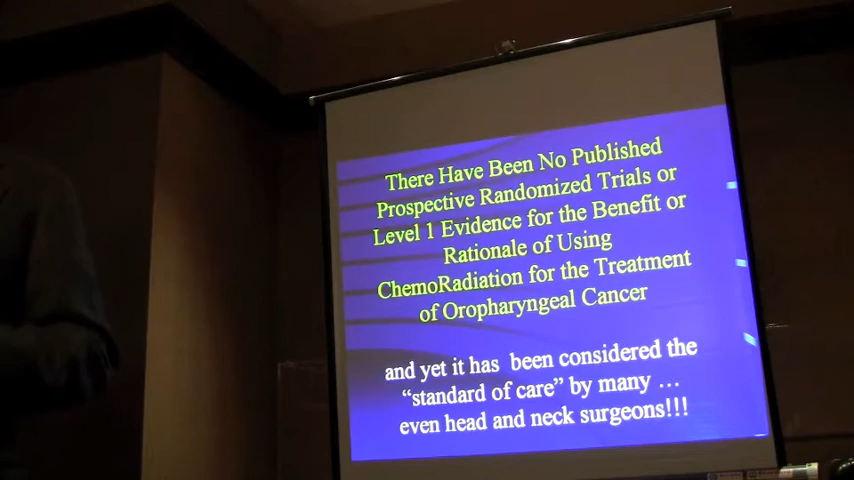 There Have Been No Published
Prospective Randomized Trials or
Level 1 Evidence for the Benefit or
Rationale of Using
ChemoRadiation for the Treatment
of Oropharyngeal Cancer
and yet it has been considered the
“standard of care” by many ...
even head and neck surgeons!!!